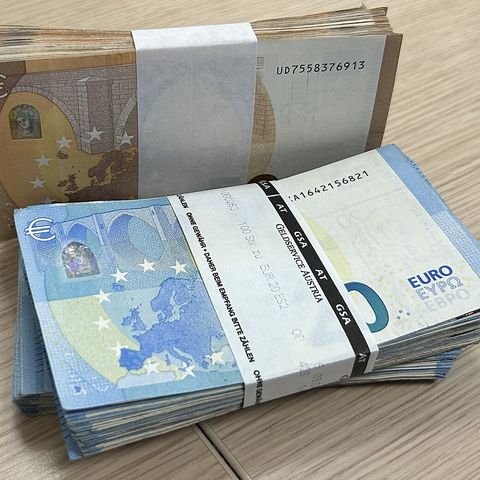 €
UD7558376913
€
A1642156821
EURO
ΕΥΡΩ
ЕВРО
AT
GSA
AT
GSA
GELDSERVICE AUSTRIA
100 Stk zu EUR 20 ES2
OHNE GEWÄHR • DAHER BEIM EMPFANG BITTE ZÄHLEN